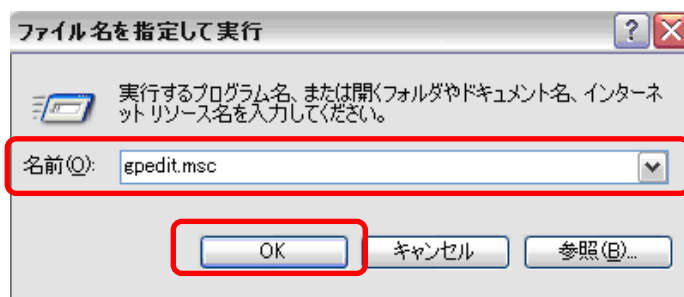 ファイル名を指定して実行
実行するプログラム名、または開くフォルダやドキュメント名、インターネ
ット リソース名を入力してください。
名前(O): gpedit.msc
OK キャンセル 参照(B)...